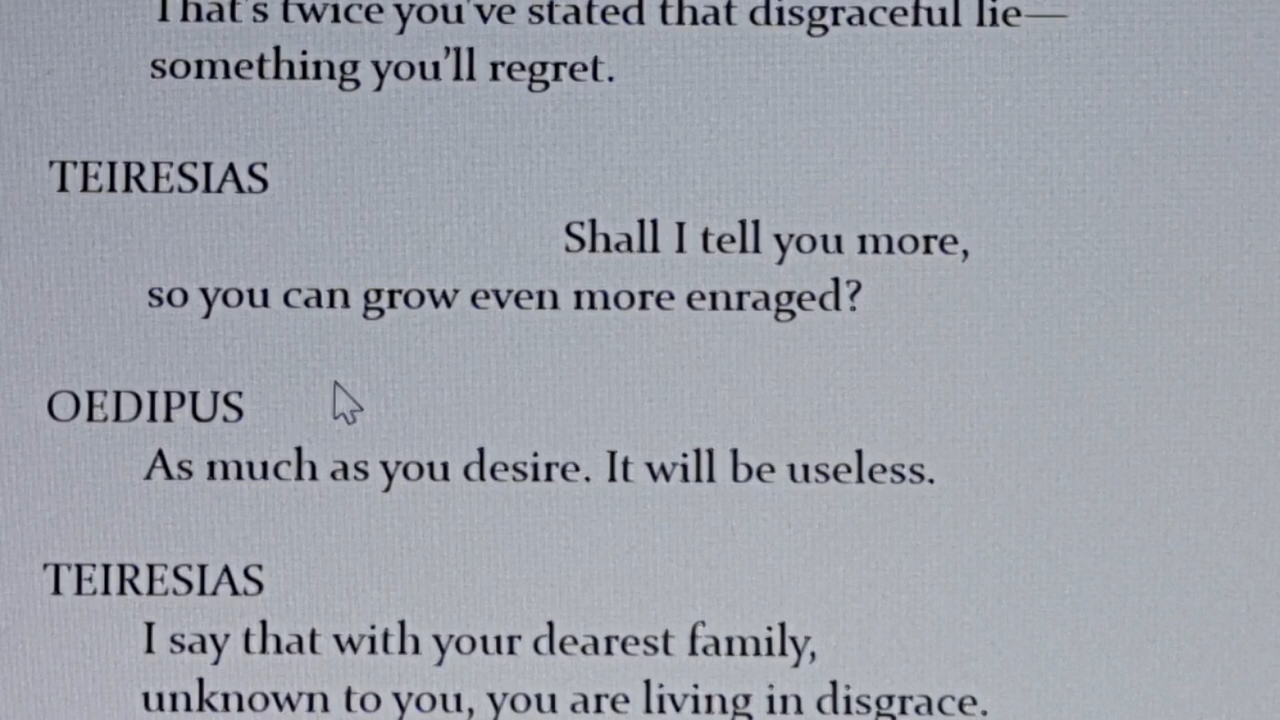 That's twice you've stated that disgraceful lie—
something you'll regret.
TEIRESIAS
Shall I tell you more,
so you can grow even more enraged?
OEDIPUS
As much as you desire. It will be useless.
TEIRESIAS
I say that with your dearest family,
unknown to you, you are living in disgrace.